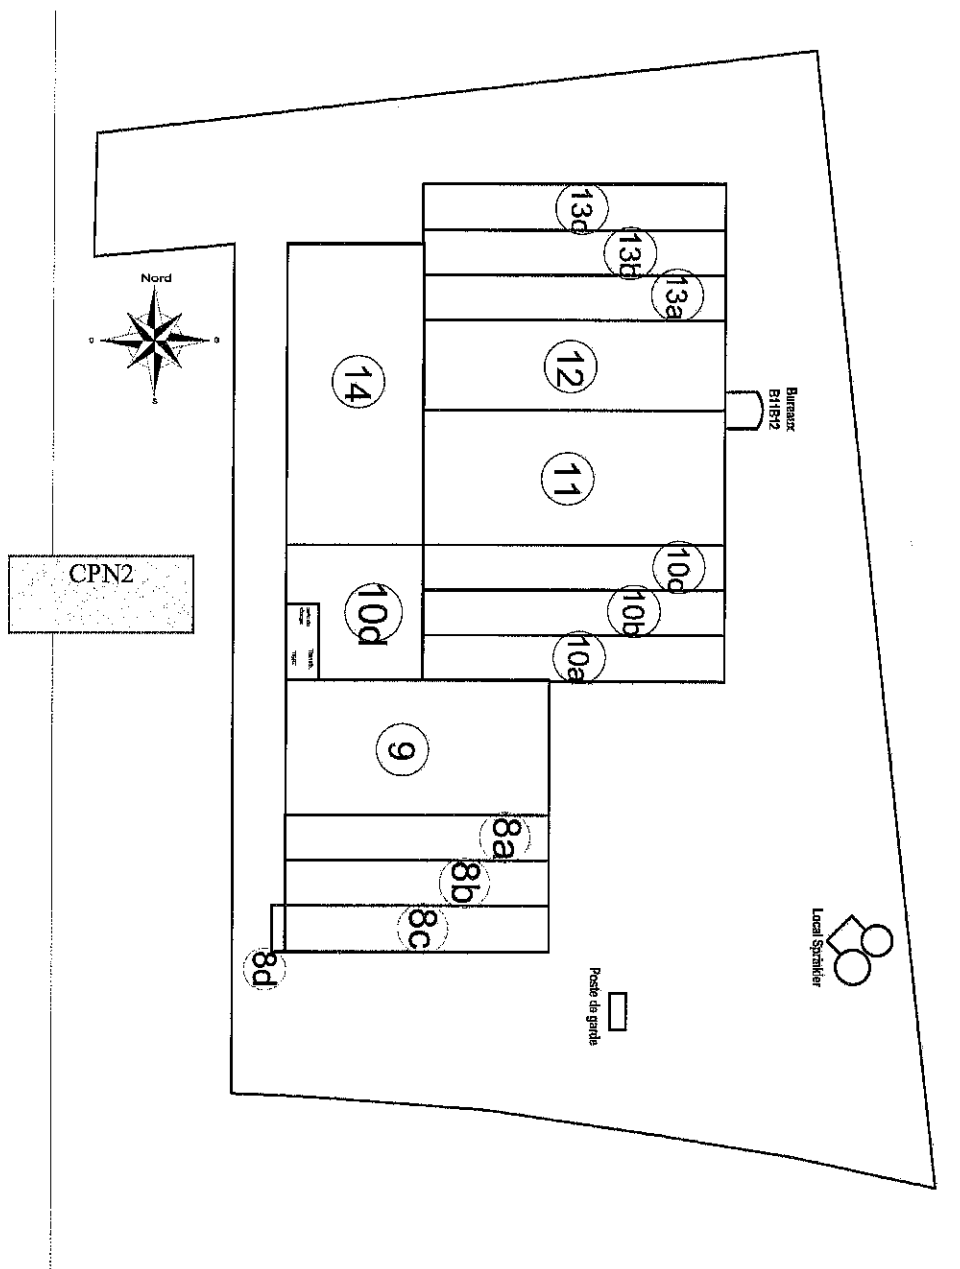 13c
13b
13a
Nord
S
14
12
Bureaux
B11B12
11
CPN2
10c
10d
10b
10a
9
8a
8b
8c
8d
Local Sprinkler
Poste de garde